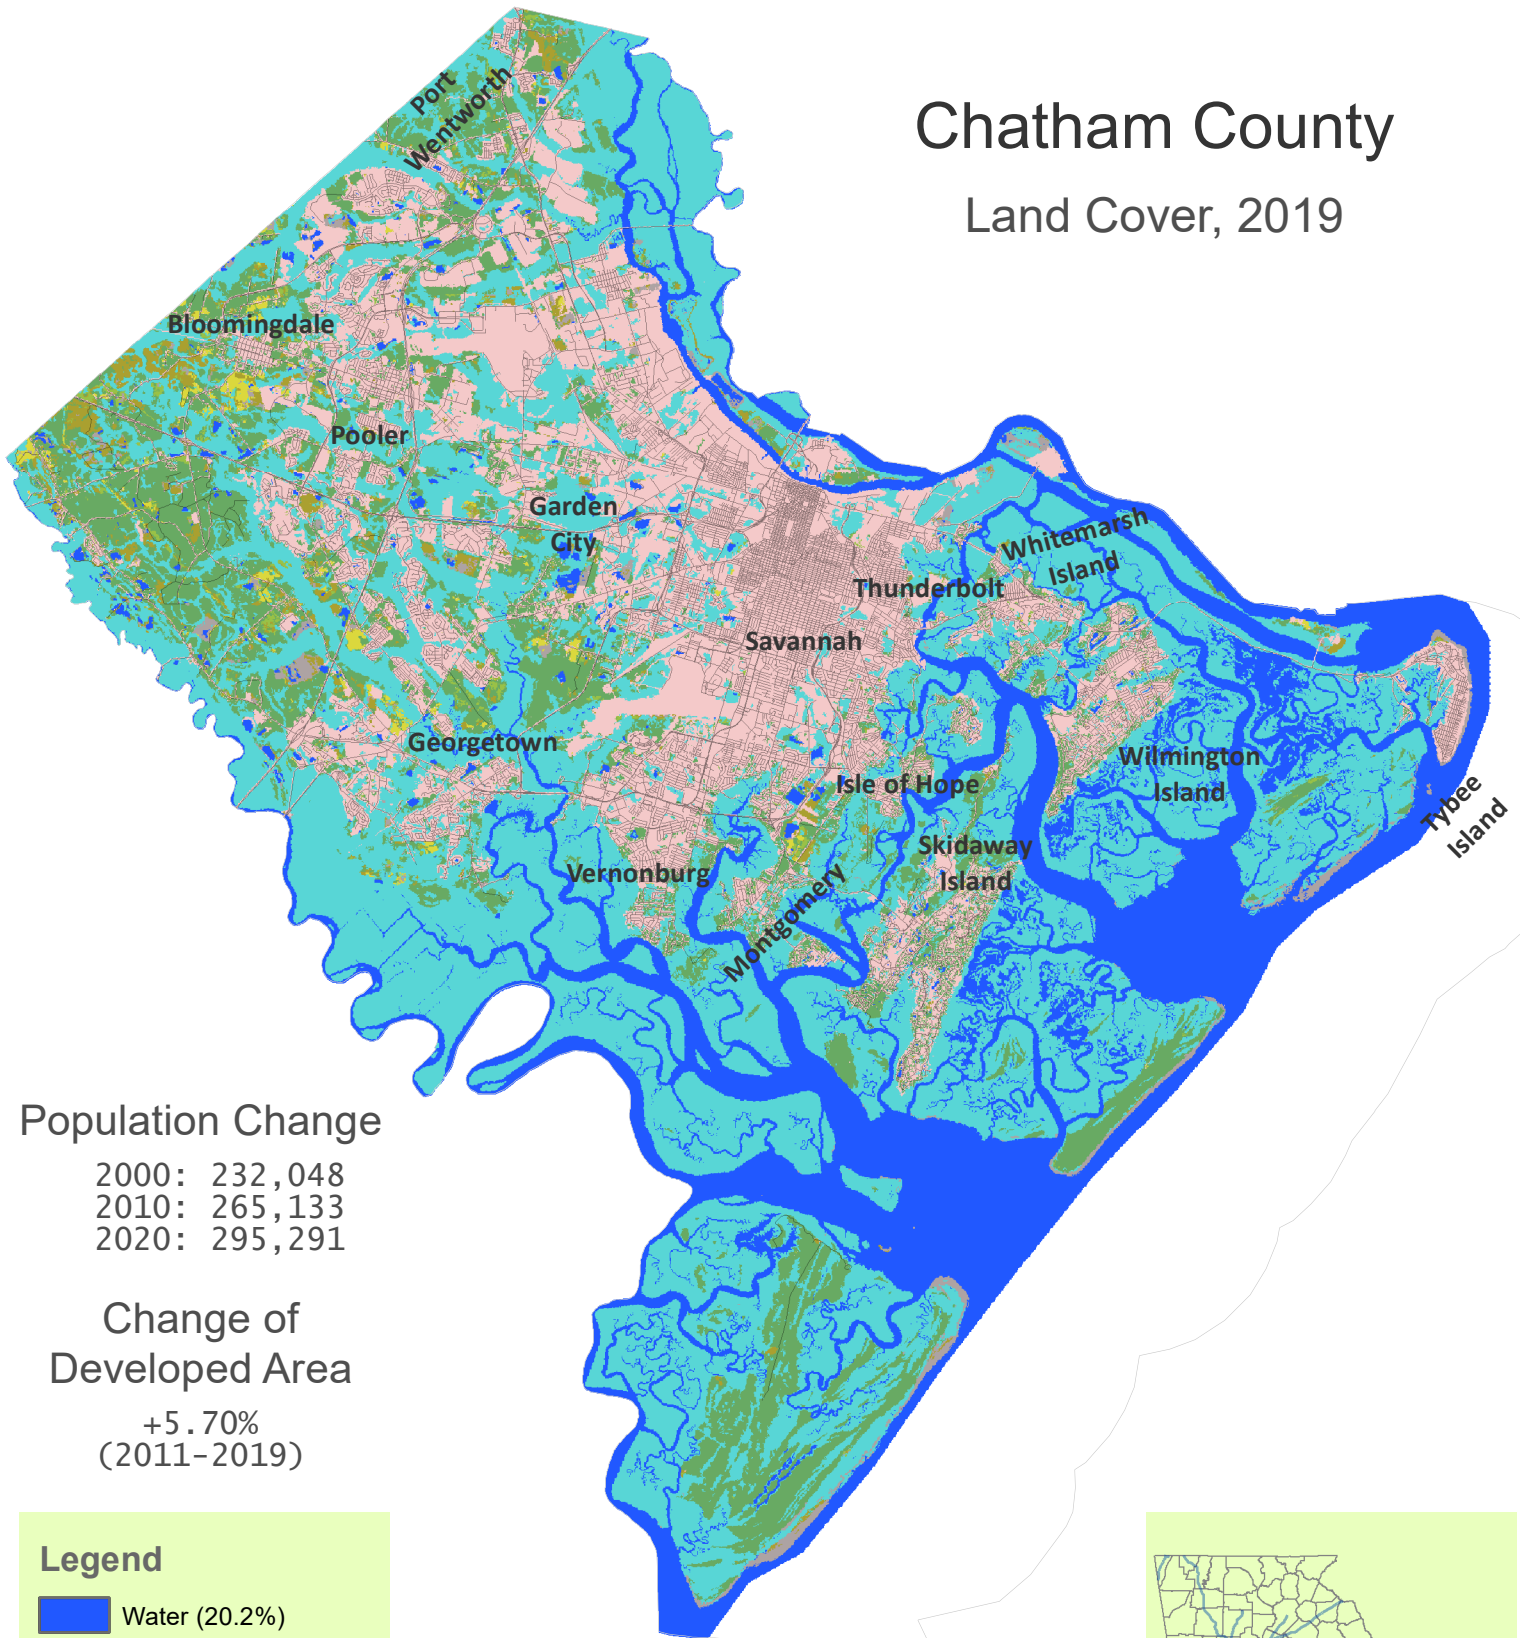 Chatham County
Land Cover, 2019
Port
Wentworth
Bloomingdale
Pooler
Garden
City
Whitemarsh
Island
Thunderbolt
Savannah
Georgetown
Isle of Hope
Wilmington
Island
Tybee
Island
Skidaway
Island
Vernonburg
Montgomery
Population Change
2000: 232,048
2010: 265,133
2020: 295,291
Change of
Developed Area
+5.70%
(2011-2019)
Legend
Water (20.2%)